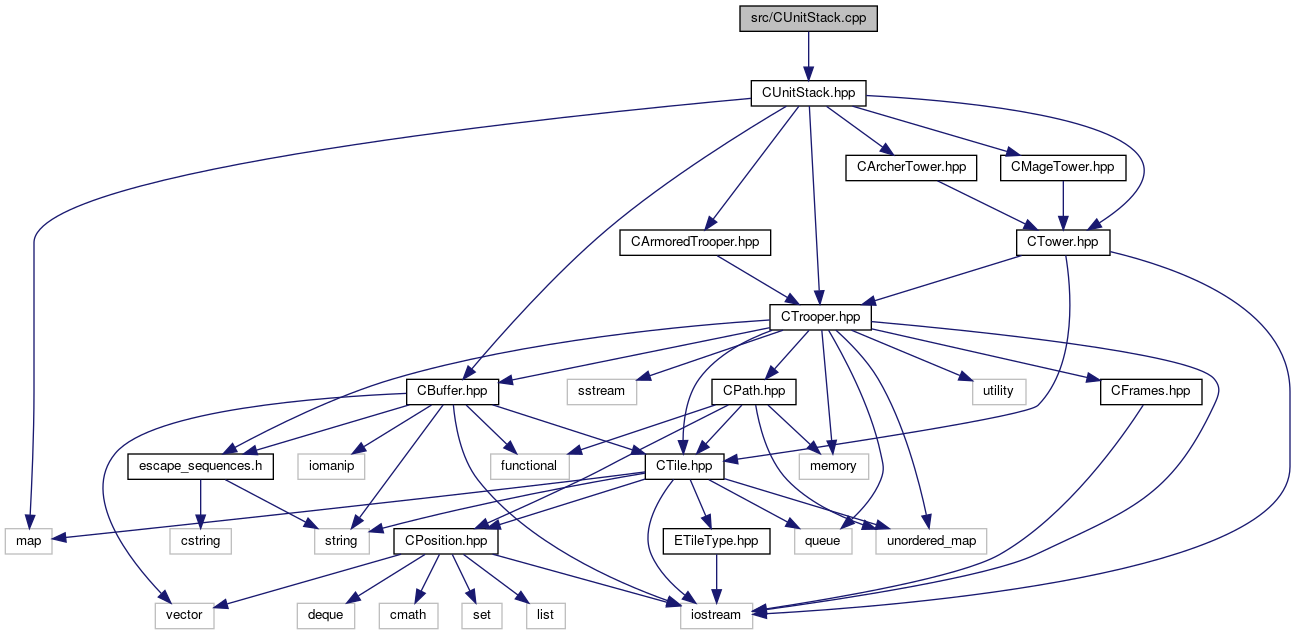 src/CUnitStack.cpp
CUnitStack.hpp
CArcherTower.hpp
CMageTower.hpp
CArmoredTrooper.hpp
CTower.hpp
CTrooper.hpp
CBuffer.hpp
sstream
CPath.hpp
utility
CFrames.hpp
escape_sequences.h
iomanip
functional
CTile.hpp
memory
map
cstring
string
CPosition.hpp
ETileType.hpp
queue
unordered_map
vector
deque
cmath
set
list
iostream